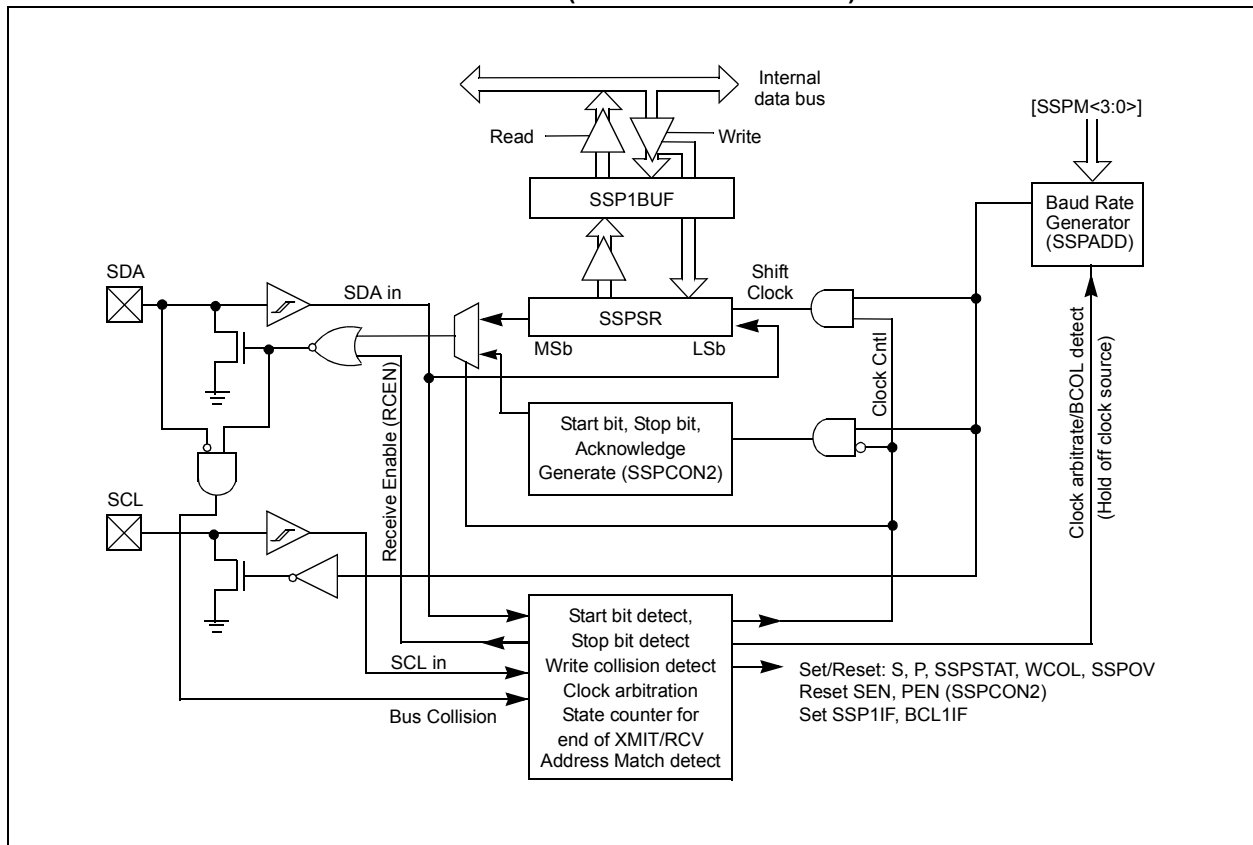 Internal
data bus
[SSPM<3:0>]
Read
Write
SSP1BUF
Baud Rate
Generator
(SSPADD)
SDA
SDA in
Shift
Clock
SSPSR
MSb
LSb
Start bit, Stop bit,
Acknowledge
Generate (SSPCON2)
Clock Cntl
Receive Enable (RCEN)
Clock arbitrate/BCOL detect
(Hold off clock source)
SCL
SCL in
Bus Collision
Start bit detect,
Stop bit detect
Write collision detect
Clock arbitration
State counter for
end of XMIT/RCV
Address Match detect
Set/Reset: S, P, SSPSTAT, WCOL, SSPOV
Reset SEN, PEN (SSPCON2)
Set SSP1IF, BCL1IF